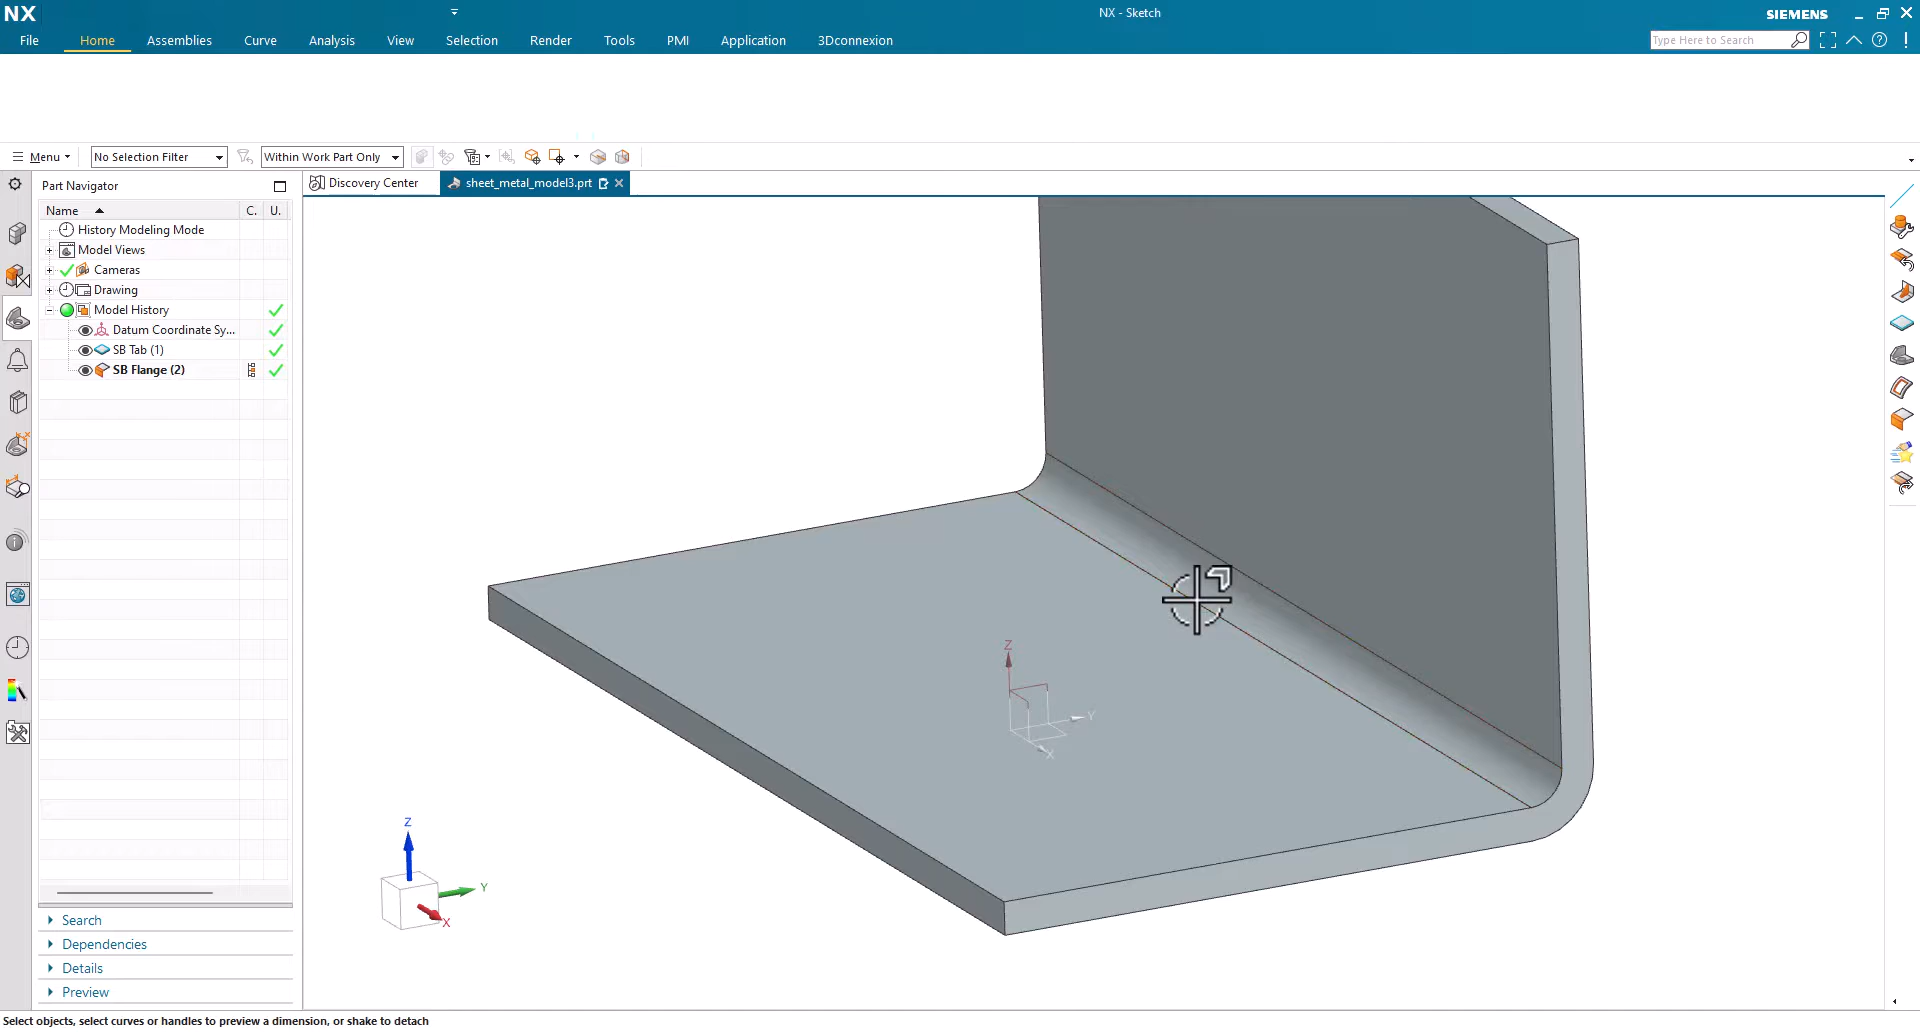 NX
NX - Sketch
SIEMENS
File Home Assemblies Curve Analysis View Selection Render Tools PMI Application 3Dconnexion
Type Here to Search
Menu
No Selection Filter
Within Work Part Only
Part Navigator
Discovery Center
sheet_metal_model3.prt
Name C. U.
History Modeling Mode
Model Views
Cameras
Drawing
Model History
Datum Coordinate Sy...
SB Tab (1)
SB Flange (2)
Z
Y
X
Z
Y
X
Search
Dependencies
Details
Preview
Select objects, select curves or handles to preview a dimension, or shake to detach